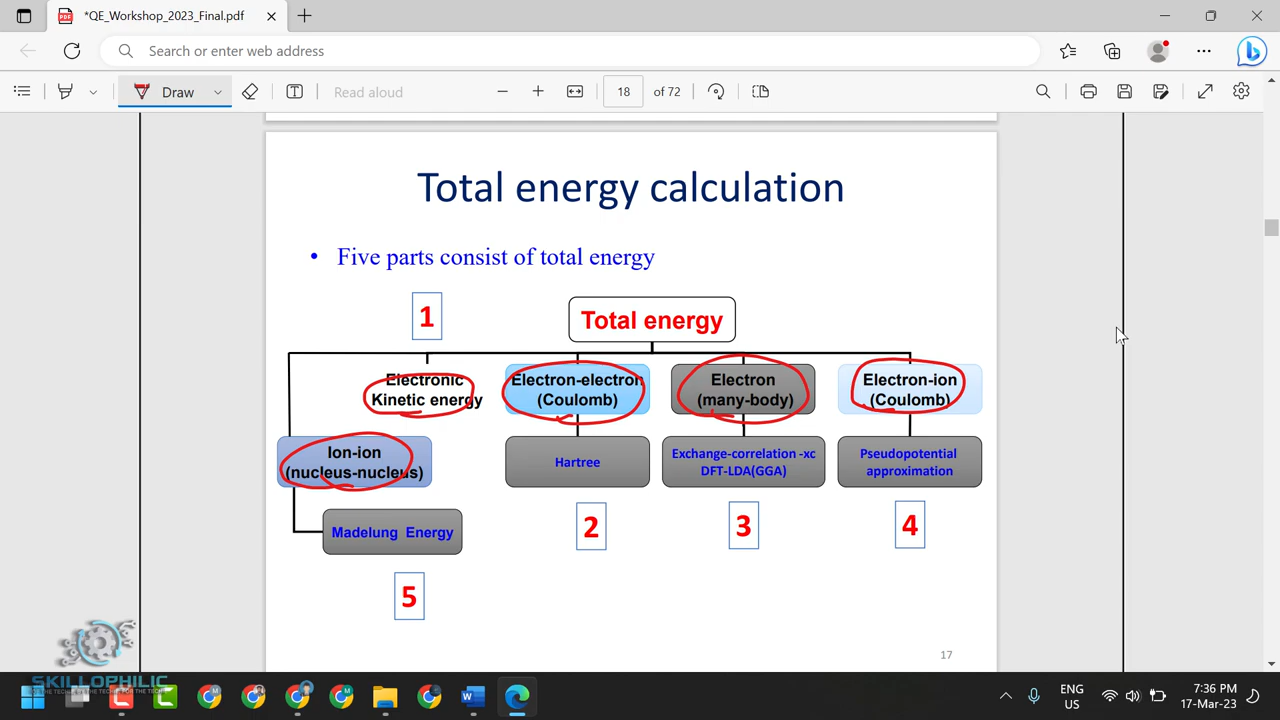 *QE_Workshop_2023_Final.pdf
Search or enter web address
Draw
Read aloud
18
of 72
Total energy calculation
• Five parts consist of total energy
1
Total energy
Electronic
Kinetic energy
Electron-electron
(Coulomb)
Electron
(many-body)
Electron-ion
(Coulomb)
Ion-ion
(nucleus-nucleus)
Hartree
Exchange-correlation -xc
DFT-LDA(GGA)
Pseudopotential
approximation
Madelung Energy
2
3
4
5
17
SKILLOPHILIC
ENG
US
7:36 PM
17-Mar-23